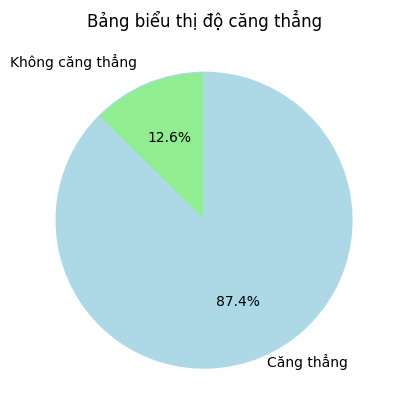 Bảng biểu thị độ căng thẳng
Không căng thẳng
12.6%
87.4%
Căng thẳng